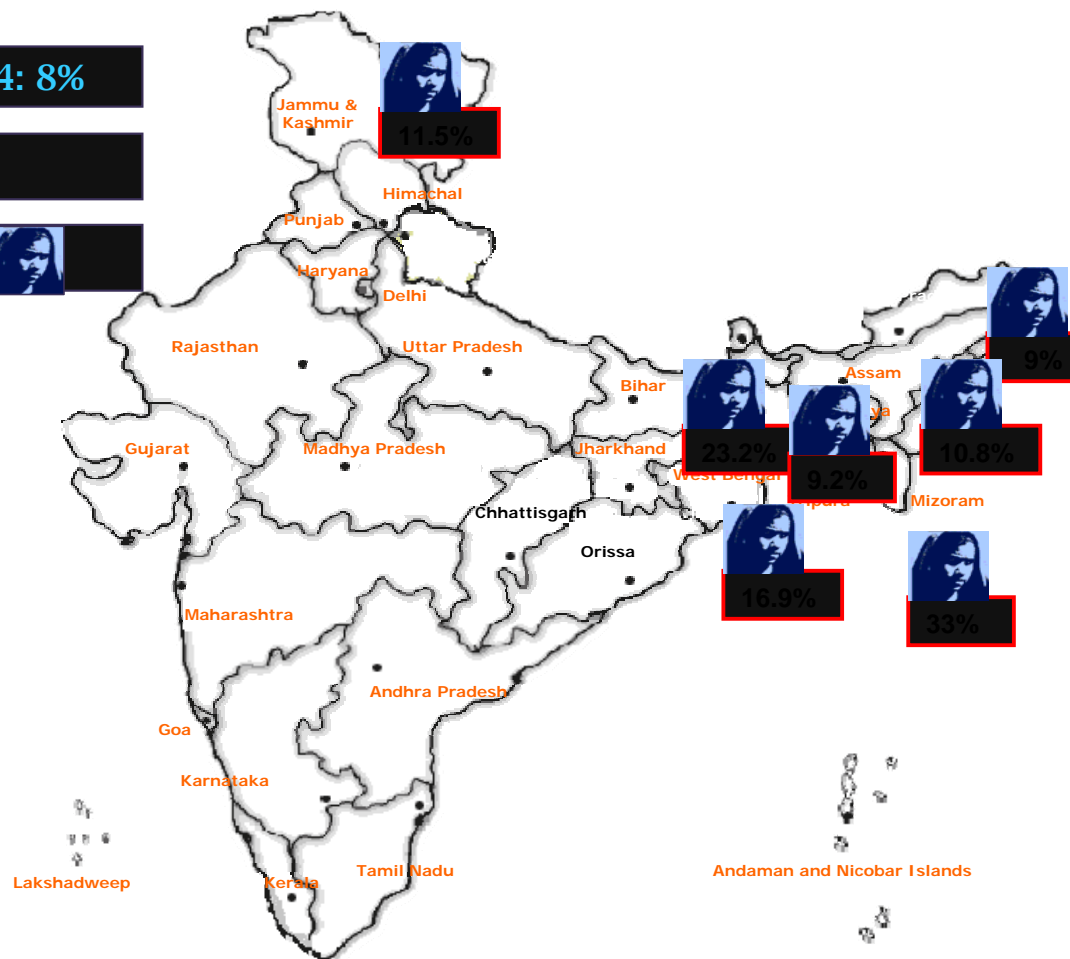 4: 8%
Jammu &
Kashmir
11.5%
Himachal
Punjab
Haryana
Delhi
Prad
Rajasthan
Uttar Pradesh
9%
Assam
Bihar
ya
Gujarat
Madhya Pradesh
Jharkhand
23.2%
10.8%
West Bengal
9.2%
Mizoram
Chhattisgarh
Orissa
16.9%
33%
Maharashtra
Andhra Pradesh
Goa
Karnataka
Lakshadweep
Kerala
Tamil Nadu
Andaman and Nicobar Islands